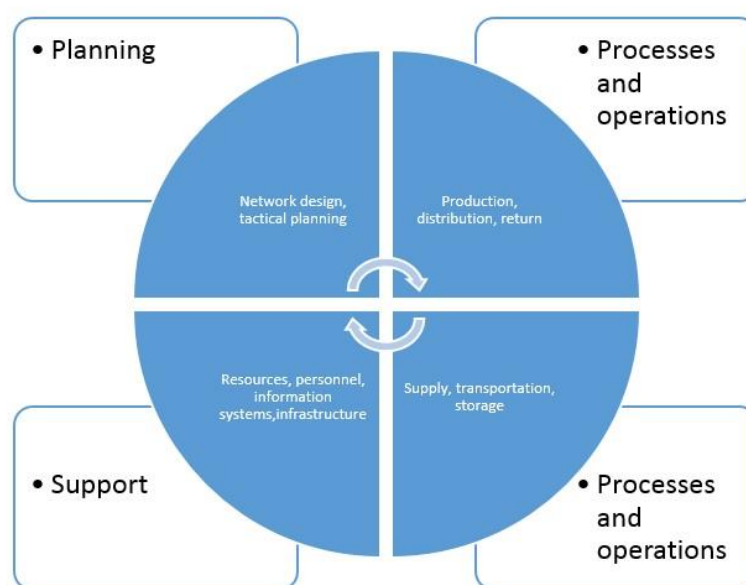 • Planning
• Processes
and
operations
Network design,
tactical planning
Production,
distribution, return
Resources, personnel,
information
systems,infrastructure
Supply, transportation,
storage
• Support
• Processes
and
operations